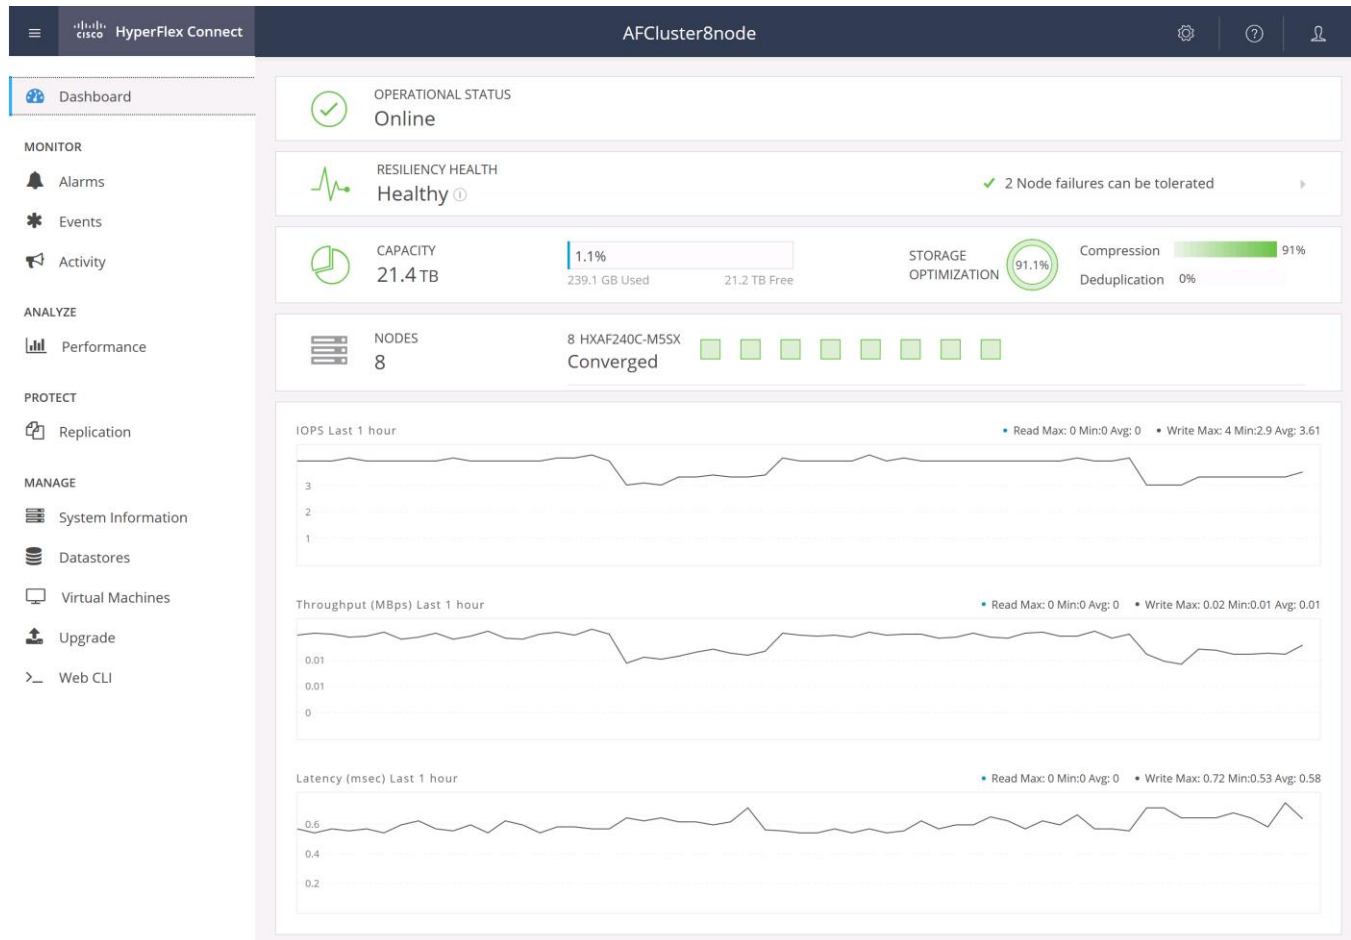 CISCO HyperFlex Connect
AFCluster8node
Dashboard
MONITOR
Alarms
Events
Activity
ANALYZE
Performance
PROTECT
Replication
MANAGE
System Information
Datastores
Virtual Machines
Upgrade
>_ Web CLI
OPERATIONAL STATUS
Online
RESILIENCY HEALTH
Healthy
2 Node failures can be tolerated
CAPACITY
21.4 TB
1.1%
239.1 GB Used 21.2 TB Free
STORAGE
OPTIMIZATION
91.1%
Compression 91%
Deduplication 0%
NODES
8
8 HXAF240C-M5SX
Converged
IOPS Last 1 hour
• Read Max: 0 Min:0 Avg: 0 • Write Max: 4 Min:2.9 Avg: 3.61
3
2
1
Throughput (MBps) Last 1 hour
• Read Max: 0 Min:0 Avg: 0 • Write Max: 0.02 Min:0.01 Avg: 0.01
0.01
0.01
0
Latency (msec) Last 1 hour
• Read Max: 0 Min:0 Avg: 0 • Write Max: 0.72 Min:0.53 Avg: 0.58
0.6
0.4
0.2